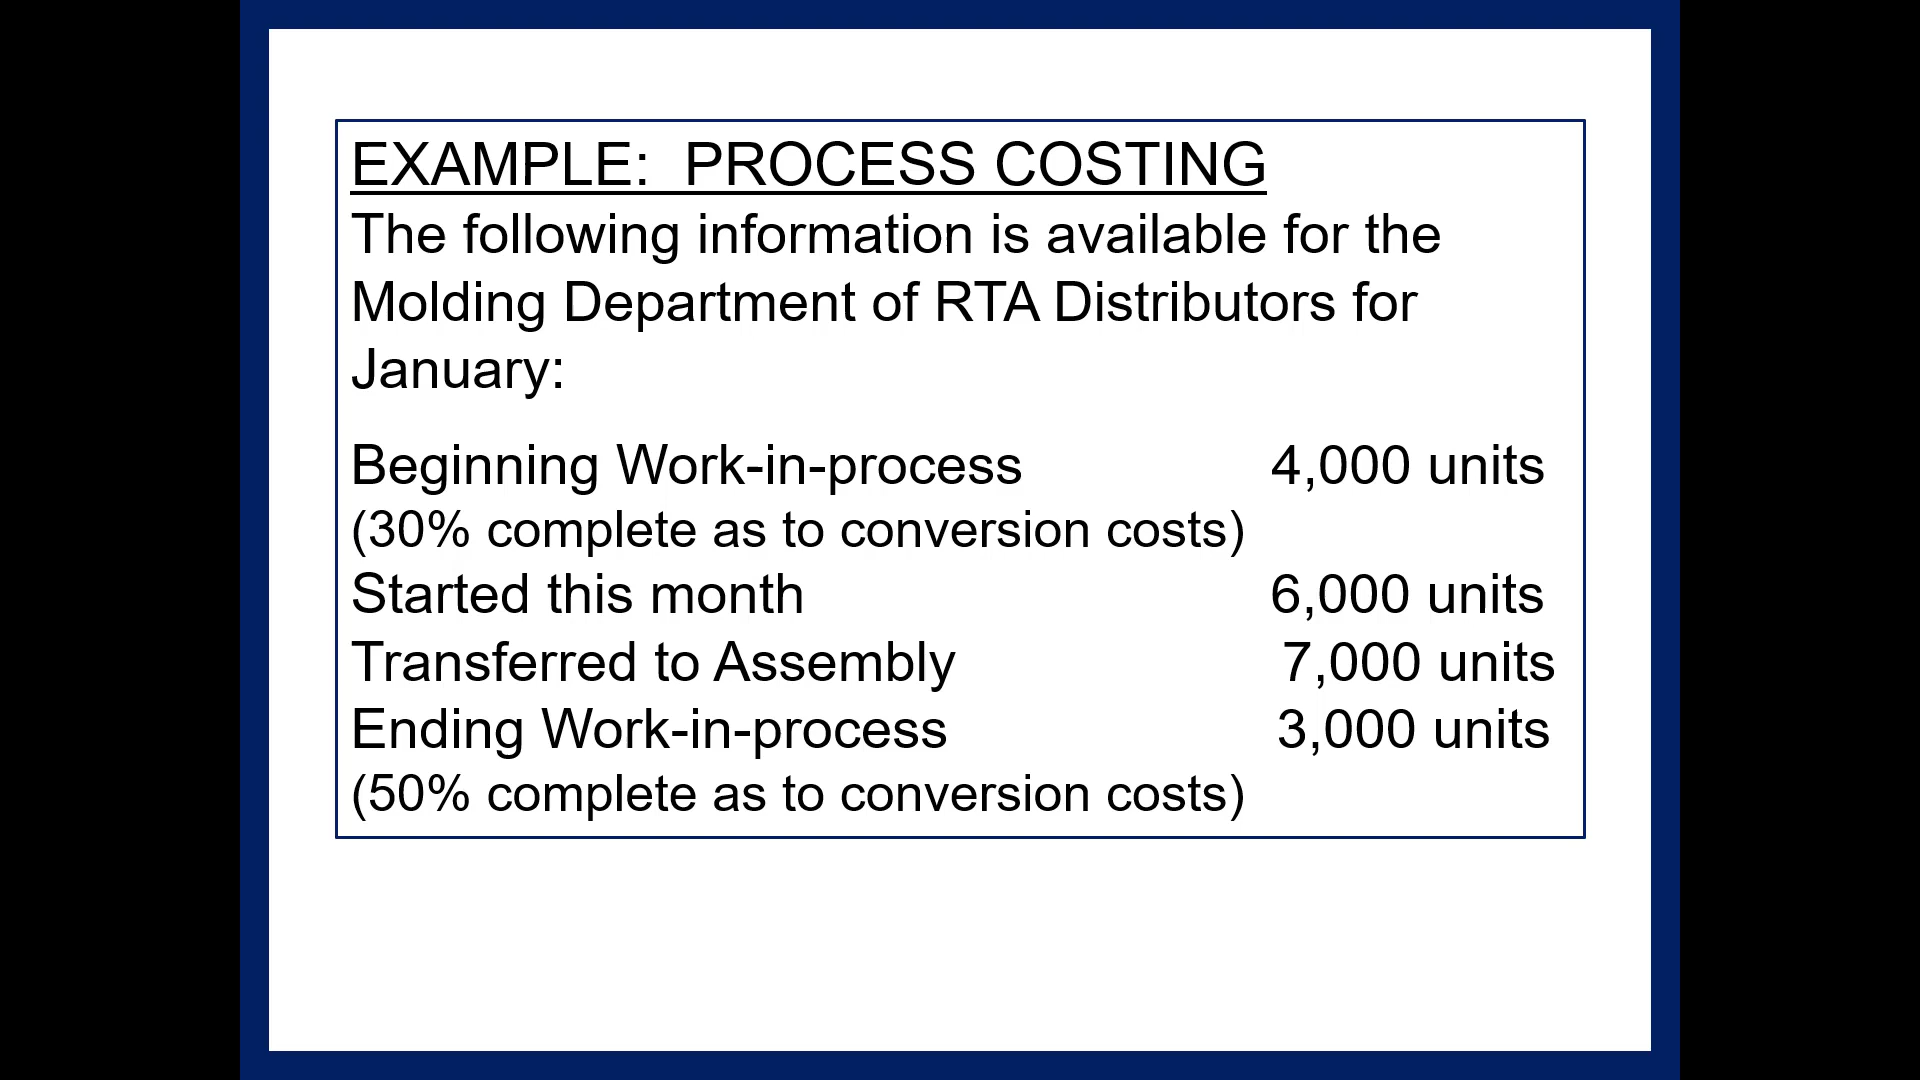 EXAMPLE: PROCESS COSTING
The following information is available for the
Molding Department of RTA Distributors for
January:
Beginning Work-in-process 4,000 units
(30% complete as to conversion costs)
Started this month 6,000 units
Transferred to Assembly 7,000 units
Ending Work-in-process 3,000 units
(50% complete as to conversion costs)